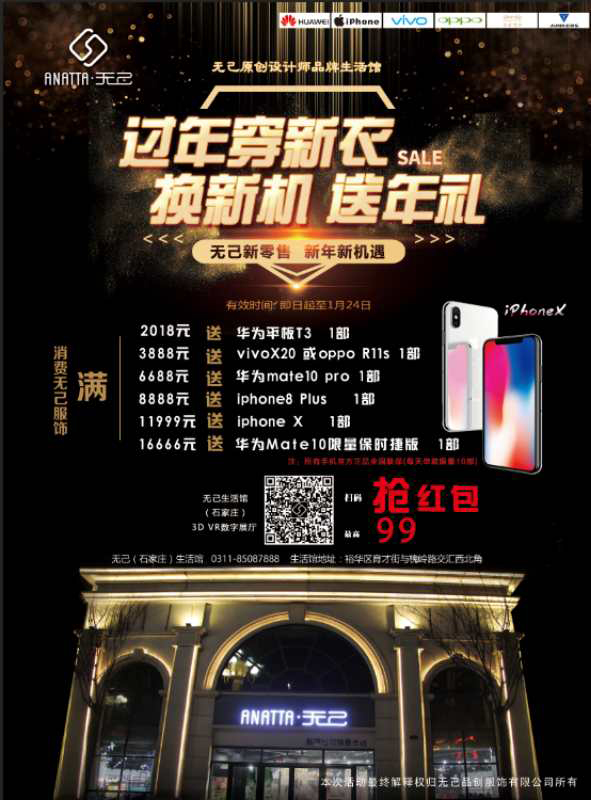 HUAWEI iPhone vivo oppo
ANATTA·无己
无己原创设计师品牌生活馆
过年穿新衣 SALE
换新机 送年礼
<<< 无己新零售 新年新机遇 >>>
有效时间:即日起至1月24日
消费无己服饰
满
2018元 送 华为平板T3 1部
3888元 送 vivoX20 或oppo R11s 1部
6688元 送 华为mate10 pro 1部
8888元 送 iphone8 Plus 1部
11999元 送 iphone X 1部
16666元 送 华为Mate10限量保时捷版 1部
iPhoneX
无己生活馆
(石家庄)
3D VR数字展厅
扫码 抢红包
最高 99
无己(石家庄)生活馆 0311-85087888 生活馆地址:裕华区育才街与槐岭路交汇西北角
ANATTA·无己
本次活动最终解释权归无己品创服饰有限公司所有